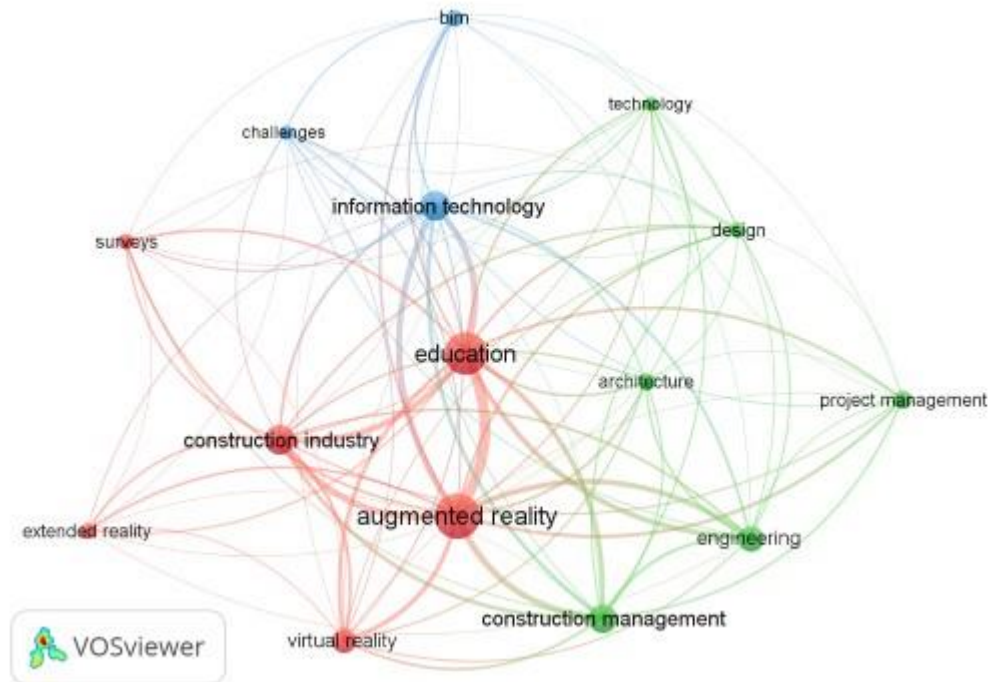 bim
technology
challenges
information technology
design
surveys
education
architecture
project management
construction industry
augmented reality
extended reality
engineering
construction management
virtual reality
VOSviewer